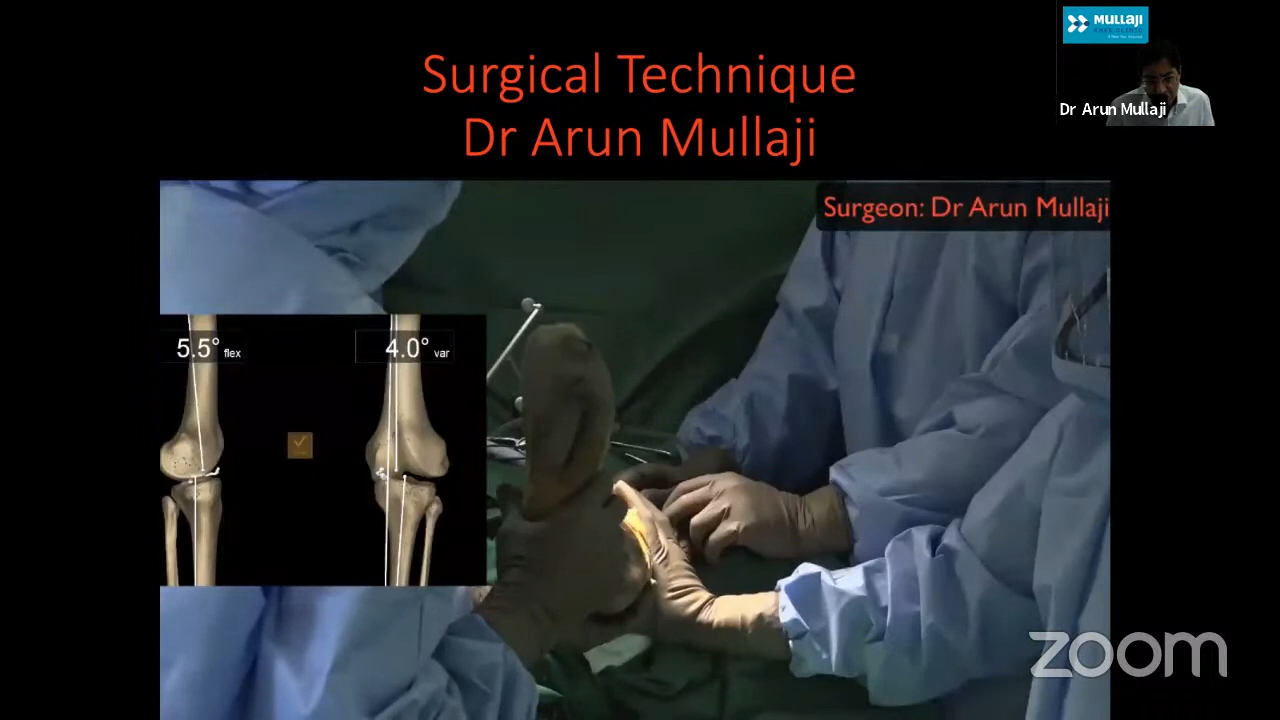 Surgical Technique
Dr Arun Mullaji
MULLAJI
Dr Arun Mullaji
Surgeon: Dr Arun Mullaji
5.5° flex
4.0° var
zoom